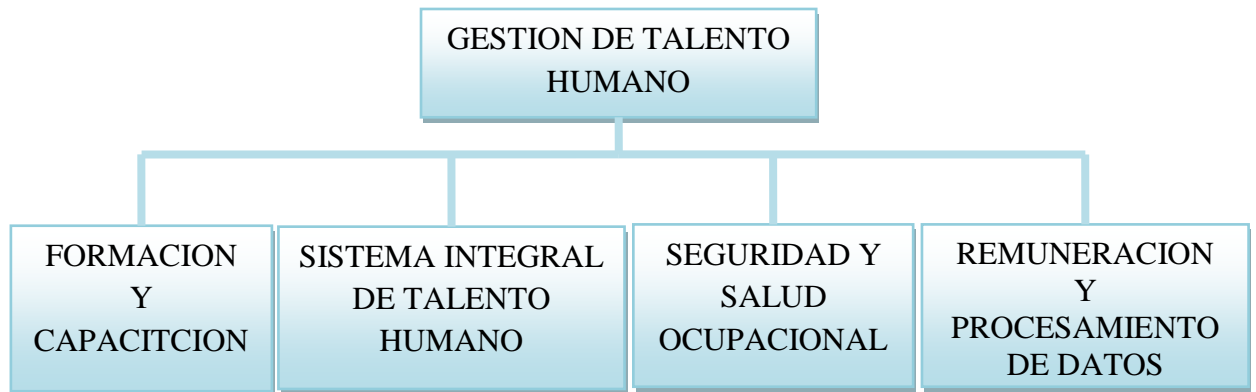 GESTION DE TALENTO
HUMANO
FORMACION
Y
CAPACITCION
SISTEMA INTEGRAL
DE TALENTO
HUMANO
SEGURIDAD Y
SALUD
OCUPACIONAL
REMUNERACION
Y
PROCESAMIENTO
DE DATOS